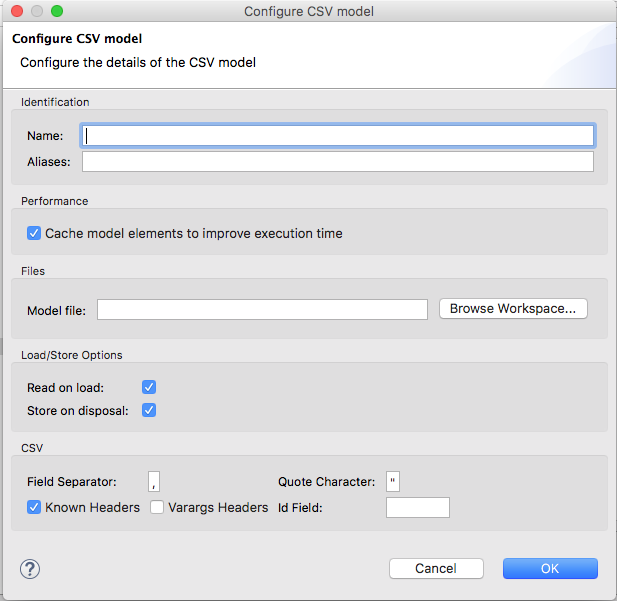 Configure CSV model
Configure CSV model
Configure the details of the CSV model
Identification
Name:
Aliases:
Performance
Cache model elements to improve execution time
Files
Model file: Browse Workspace...
Load/Store Options
Read on load:
Store on disposal:
CSV
Field Separator: , Quote Character: "
Known Headers Varargs Headers Id Field:
? Cancel OK